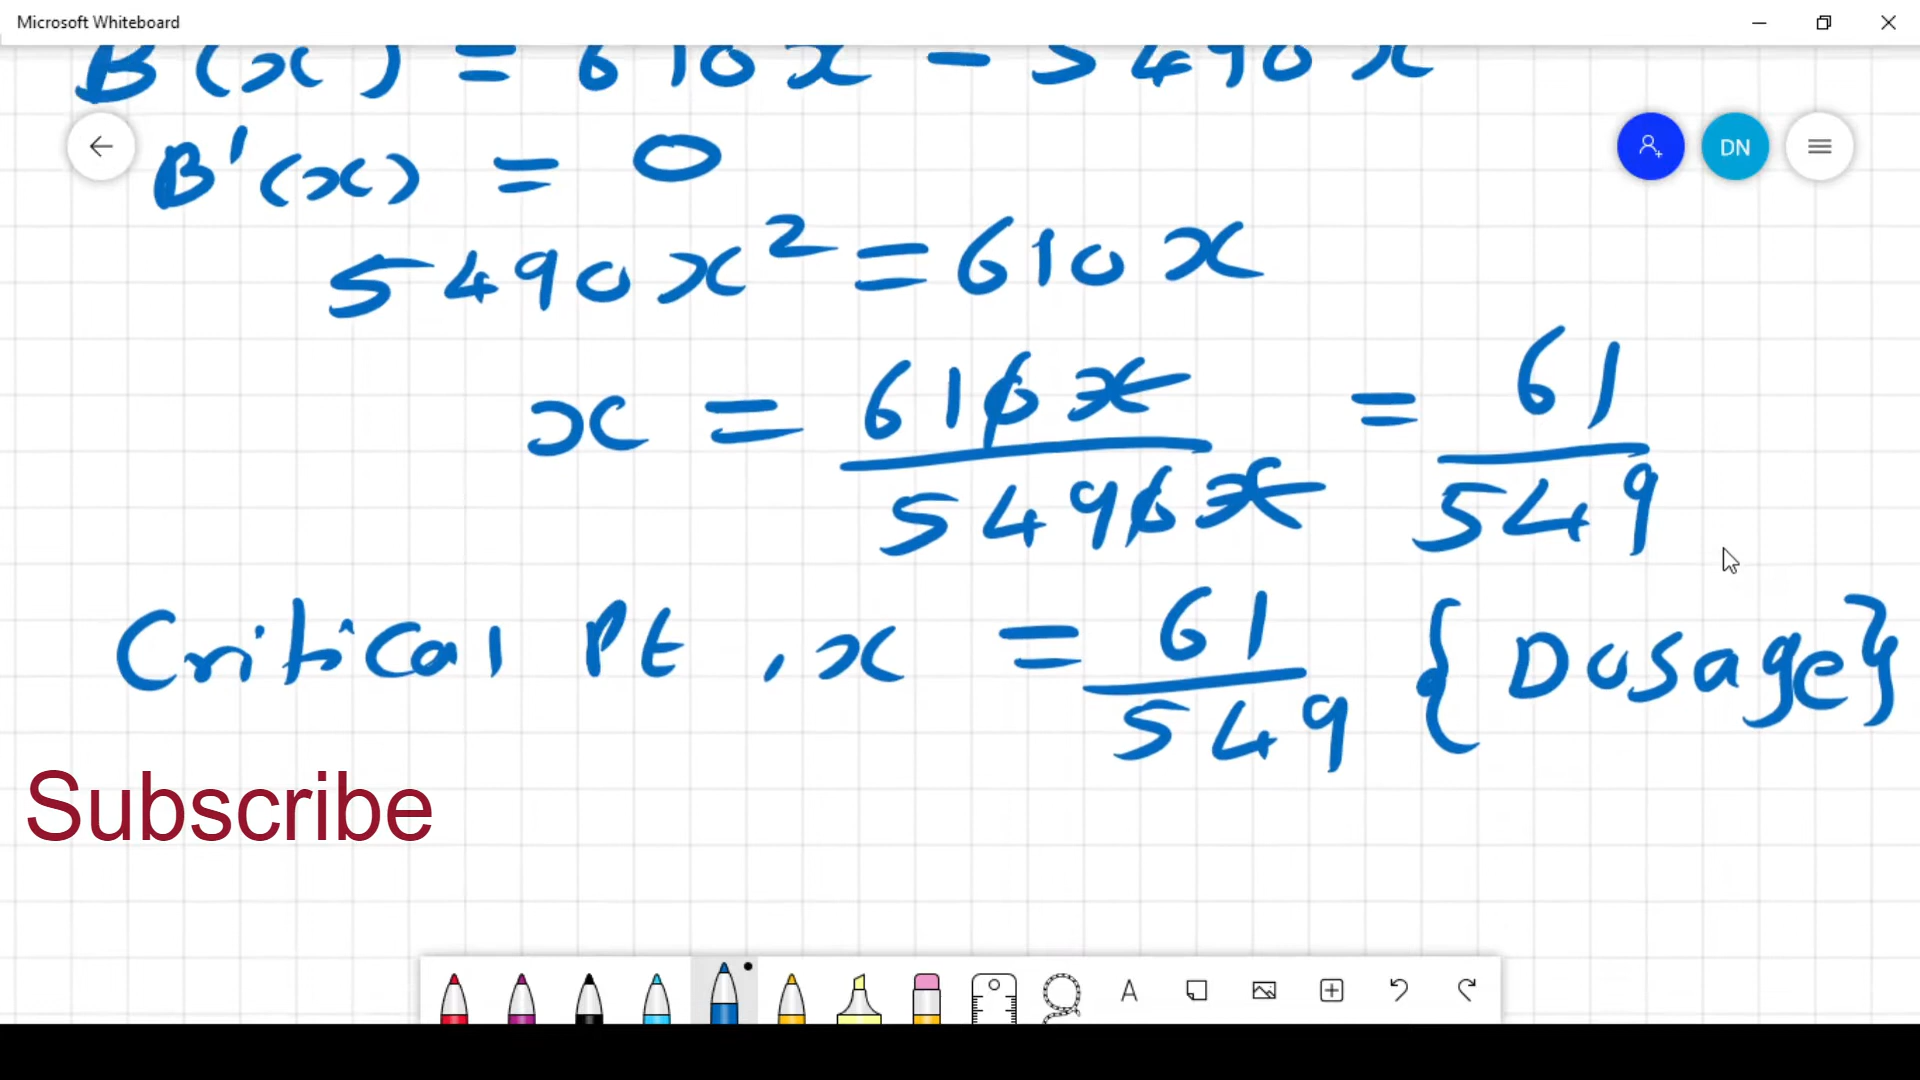 Microsoft Whiteboard
B'(x) = 610x - 5490x
B'(x) = 0
DN
5490x² = 610x
x = 610x / 5490x = 61 / 549
Critical Pt, x = 61 / 549 { Dosage }
Subscribe
A